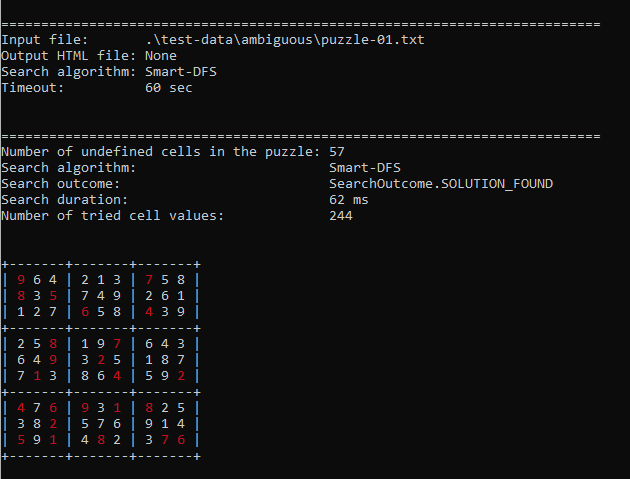 ===========================================================================
Input file:       .\test-data\ambiguous\puzzle-01.txt
Output HTML file: None
Search algorithm: Smart-DFS
Timeout:          60 sec
===========================================================================
Number of undefined cells in the puzzle: 57
Search algorithm:                        Smart-DFS
Search outcome:                          SearchOutcome.SOLUTION_FOUND
Search duration:                         62 ms
Number of tried cell values:             244
+-------+-------+-------+
| 9 6 4 | 2 1 3 | 7 5 8 |
| 8 3 5 | 7 4 9 | 2 6 1 |
| 1 2 7 | 6 5 8 | 4 3 9 |
+-------+-------+-------+
| 2 5 8 | 1 9 7 | 6 4 3 |
| 6 4 9 | 3 2 5 | 1 8 7 |
| 7 1 3 | 8 6 4 | 5 9 2 |
+-------+-------+-------+
| 4 7 6 | 9 3 1 | 8 2 5 |
| 3 8 2 | 5 7 6 | 9 1 4 |
| 5 9 1 | 4 8 2 | 3 7 6 |
+-------+-------+-------+